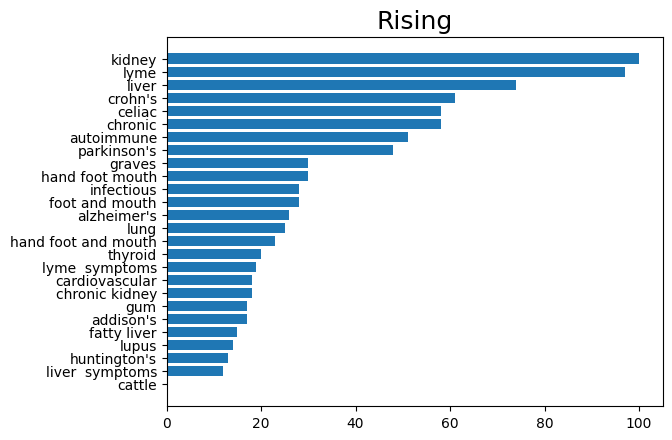 Rising
kidney
lyme
liver
crohn's
celiac
chronic
autoimmune
parkinson's
graves
hand foot mouth
infectious
foot and mouth
alzheimer's
lung
hand foot and mouth
thyroid
lyme  symptoms
cardiovascular
chronic kidney
gum
addison's
fatty liver
lupus
huntington's
liver  symptoms
cattle
0 20 40 60 80 100